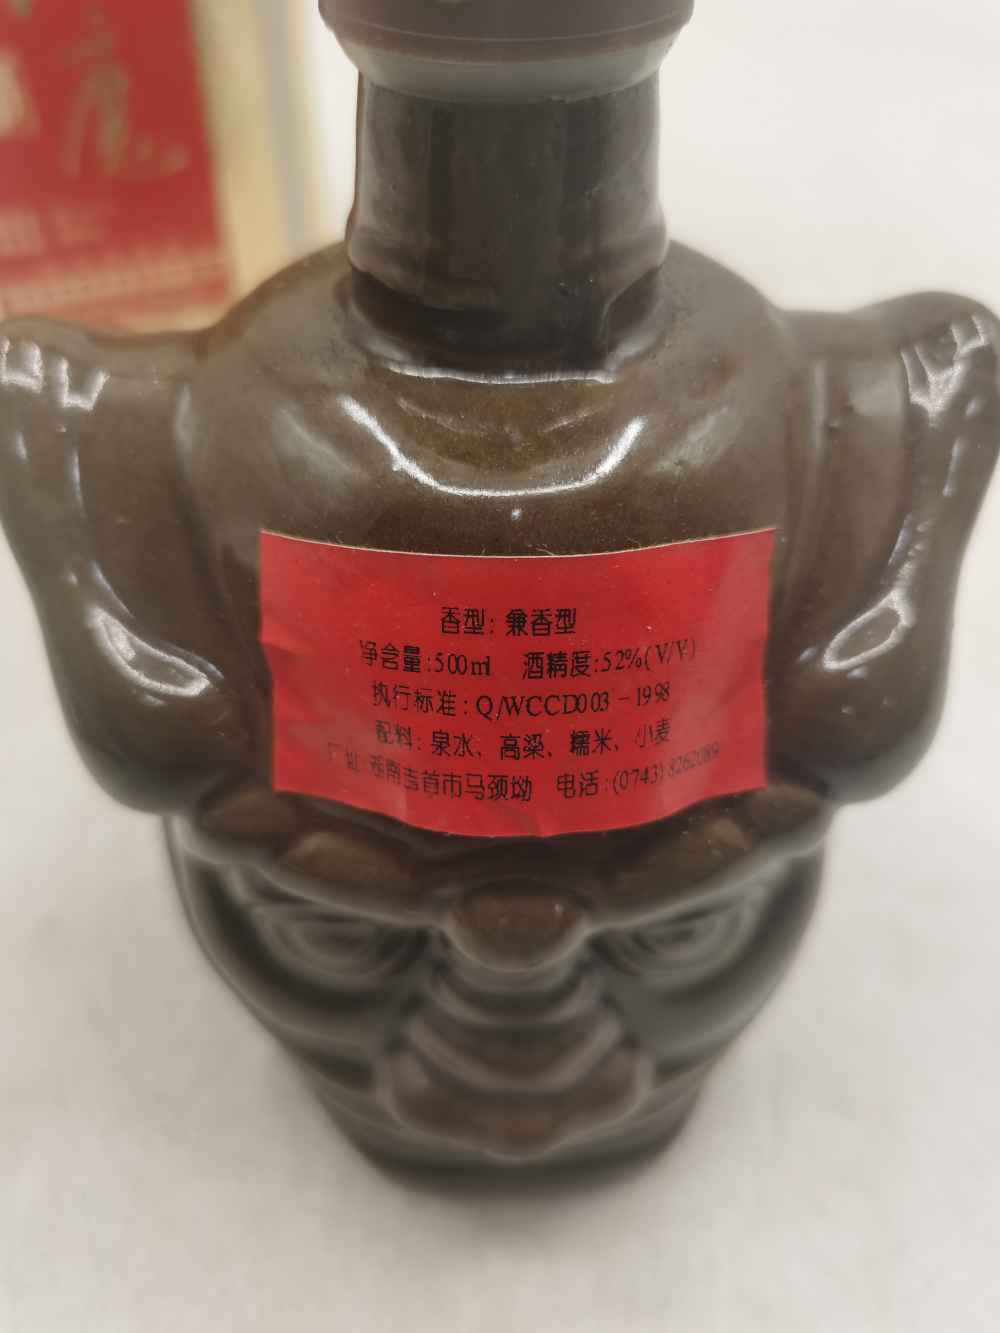 香型: 兼香型
净含量:500ml 酒精度:52%(V/V)
执行标准: Q/WCCD003-1998
配料: 泉水、高粱、糯米、小麦
厂址:湖南吉首市马颈坳 电话:(0743)8262089